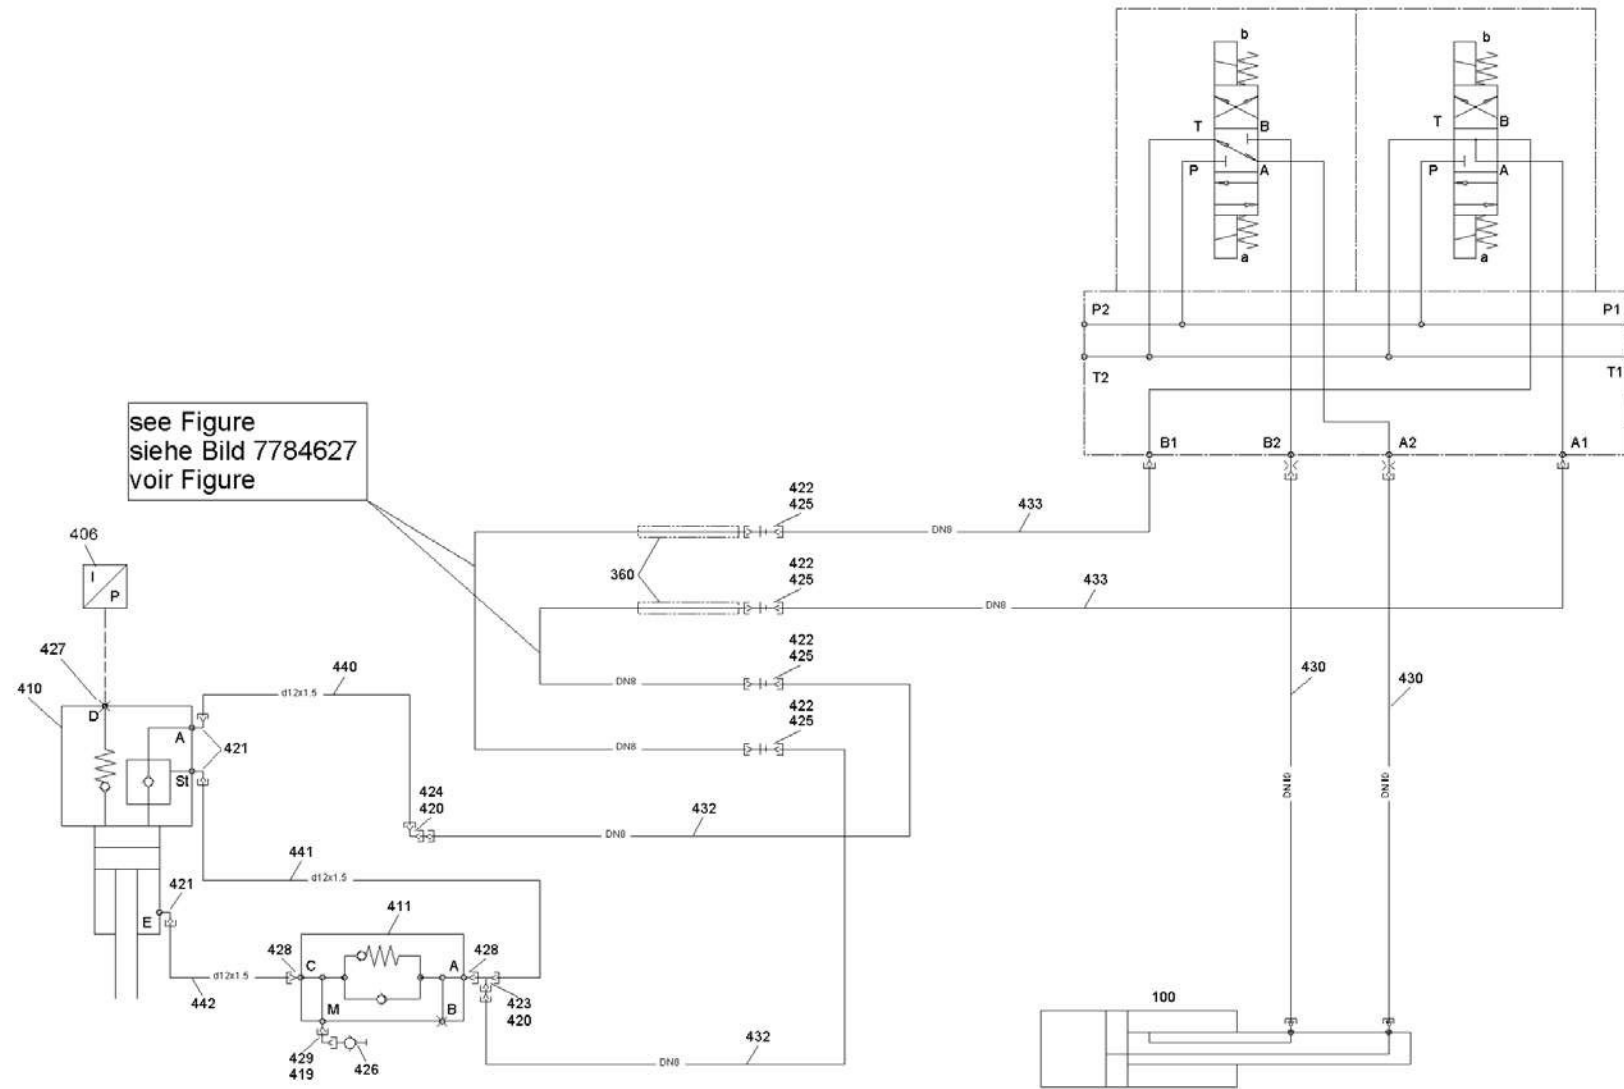 b
b
T
B
T
B
P
A
P
A
a
a
P2
P1
T2
T1
see Figure
siehe Bild 7784627
voir Figure
B1
B2
A2
A1
422
425
433
DN8
406
I
P
360
422
425
433
DN8
427
440
422
425
430
430
410
d12x1.5
DN8
D
A
421
422
425
DN8
St
424
420
432
DN8
441
d12x1.5
421
E
411
428
C
A
428
d12x1.5
442
M
B
423
420
429
419
426
432
DN8
100